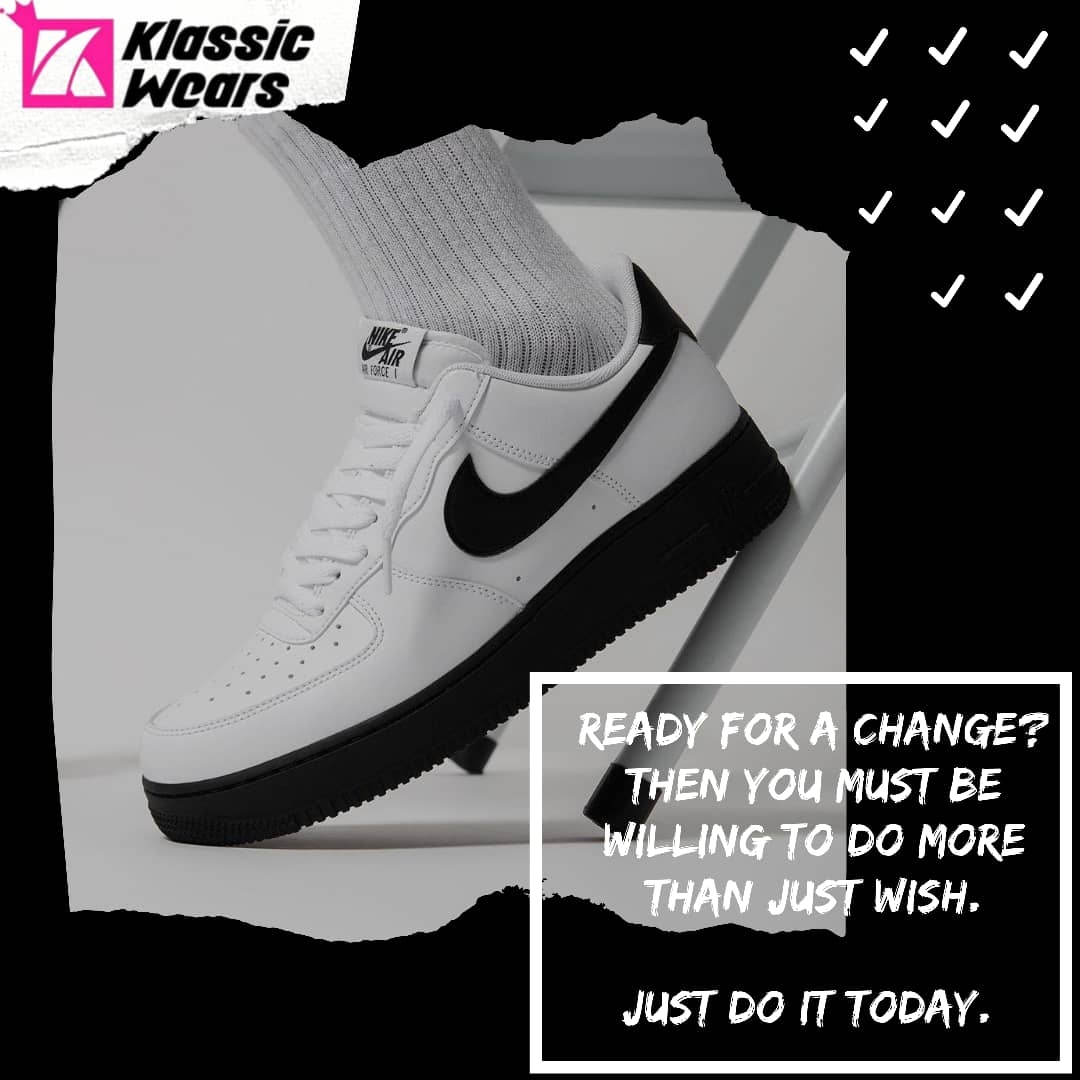 Klassic
Wears
NIKE
AIR
AIR FORCE 1
READY FOR A CHANGE?
THEN YOU MUST BE
WILLING TO DO MORE
THAN JUST WISH.
JUST DO IT TODAY.